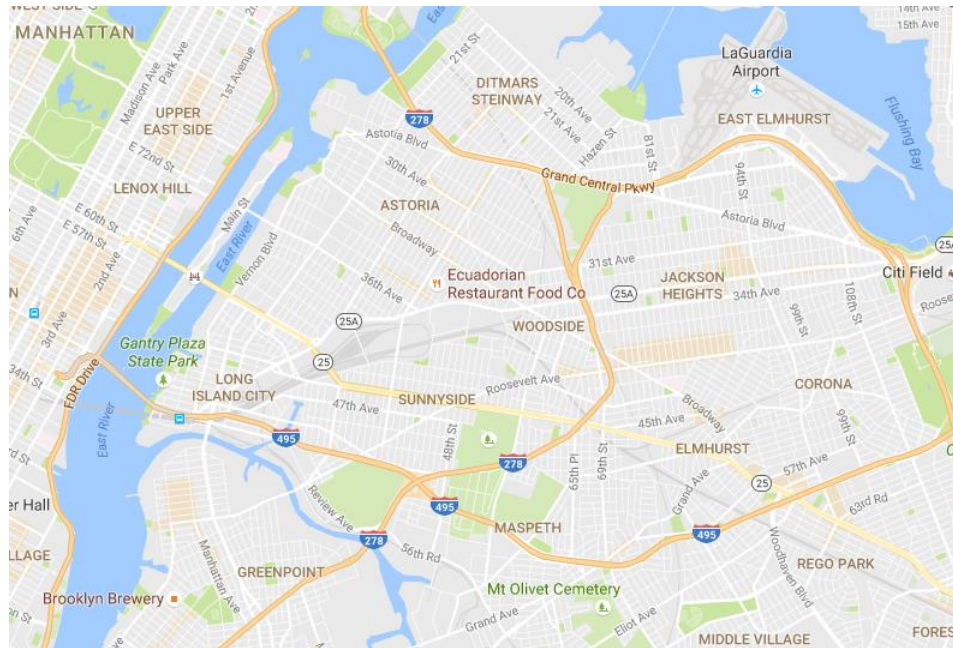 WEST SIDE
MANHATTAN
Madison Ave
Park Ave
1st Avenue
UPPER
EAST SIDE
E 72nd St
LENOX HILL
E 60th St
E 57th St
6th Ave
2nd Ave
3rd Ave
34th St
FDR Drive
East River
Main St
East River
Vernon Blvd
Gantry Plaza
State Park
LONG
ISLAND CITY
21st St
DITMARS
STEINWAY
20th Ave
21st Ave
Hazen St
81st St
278
Astoria Blvd
30th Ave
ASTORIA
Broadway
36th Ave
Grand Central Pkwy
LaGuardia
Airport
EAST ELMHURST
94th St
Astoria Blvd
Flushing Bay
14th Ave
15th Ave
25A
Citi Field
108th St
Ecuadorian
Restaurant Food Co
31st Ave
25A
JACKSON
HEIGHTS
34th Ave
99th St
25A
WOODSIDE
25
Roosevelt Ave
47th Ave
SUNNYSIDE
48th St
Broadway
45th Ave
CORONA
99th St
ELMHURST
57th Ave
25
63rd Rd
495
278
65th Pl
69th St
Grand Ave
495
MASPETH
495
Woodhaven Blvd
REGO PARK
Review Ave
278
56th Rd
GREENPOINT
Manhattan Ave
er Hall
LLAGE
Brooklyn Brewery
Mt Olivet Cemetery
Grand Ave
Eliot Ave
MIDDLE VILLAGE
FORES